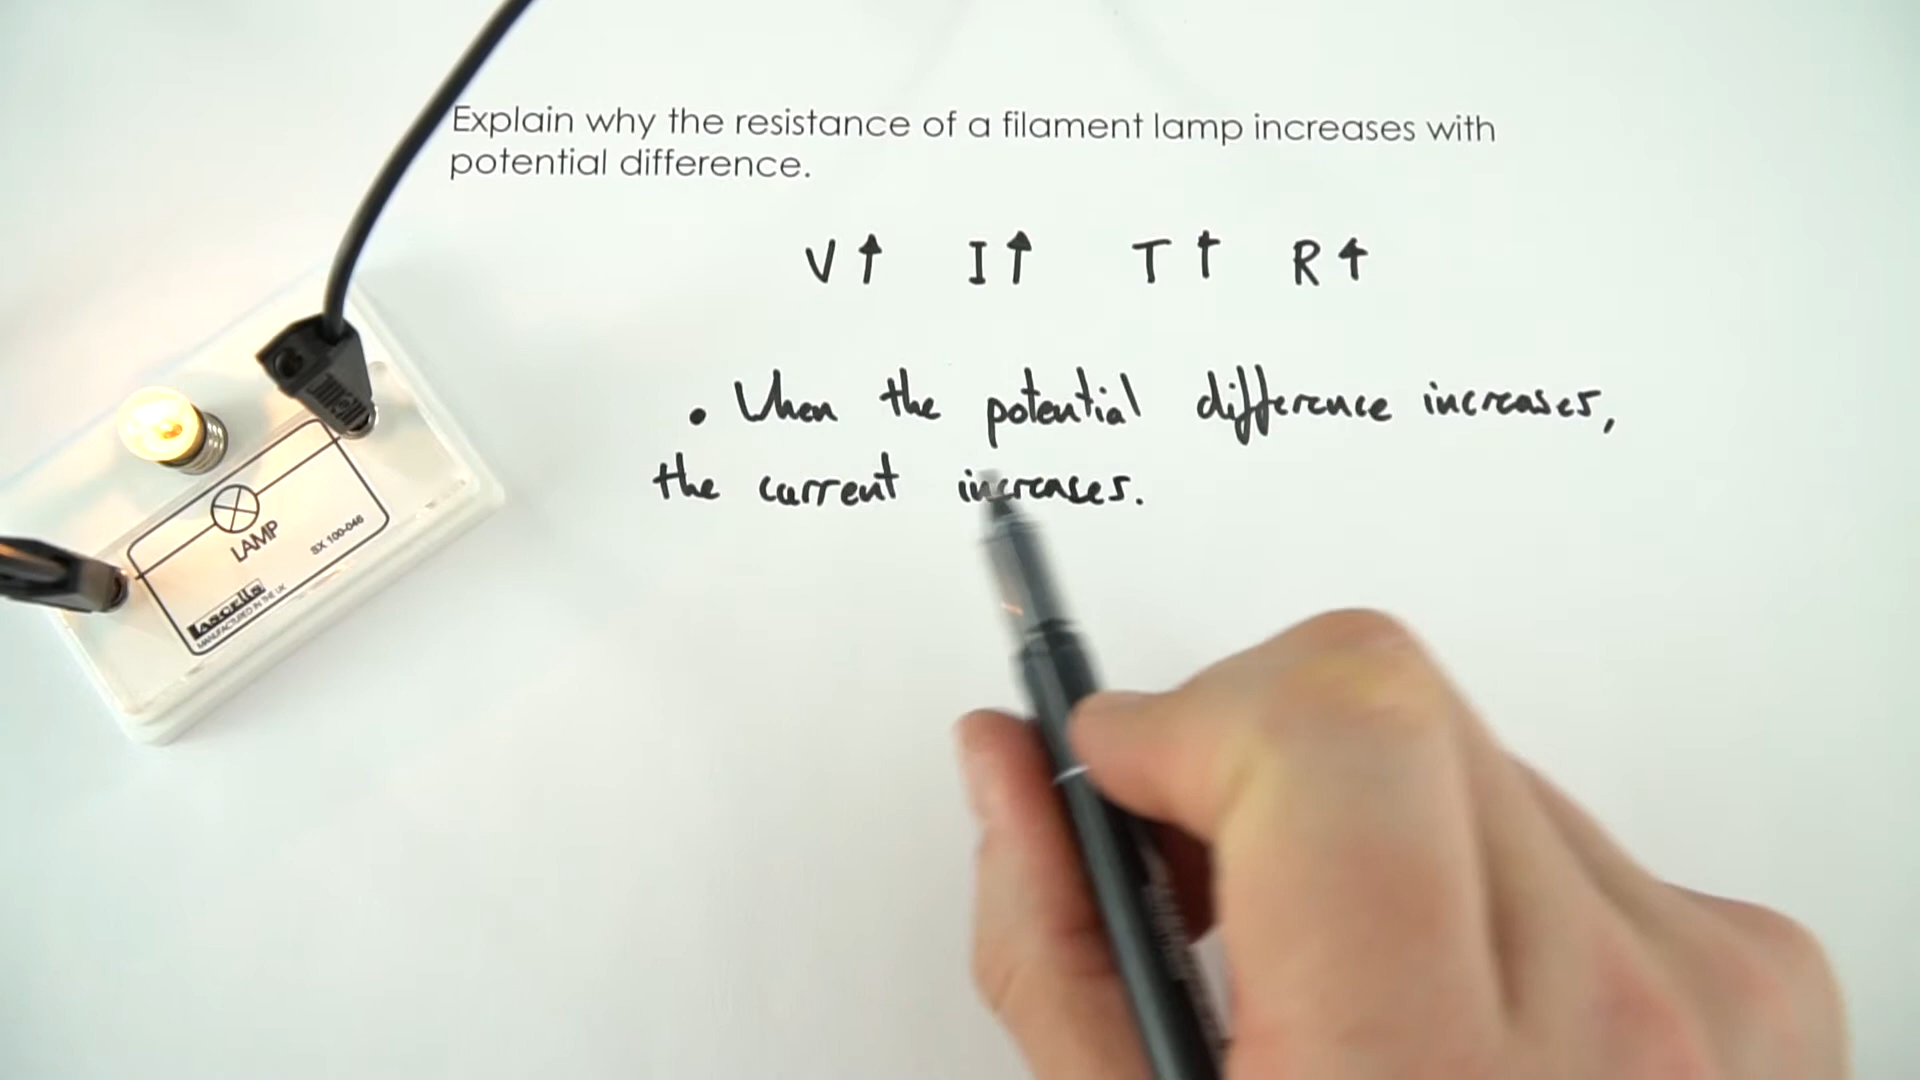 Explain why the resistance of a filament lamp increases with
potential difference.
V↑ I↑ T↑ R↑
• When the potential difference increases,
the current increases.
LAMP
SX 100-046
Lascells
MANUFACTURED IN THE UK